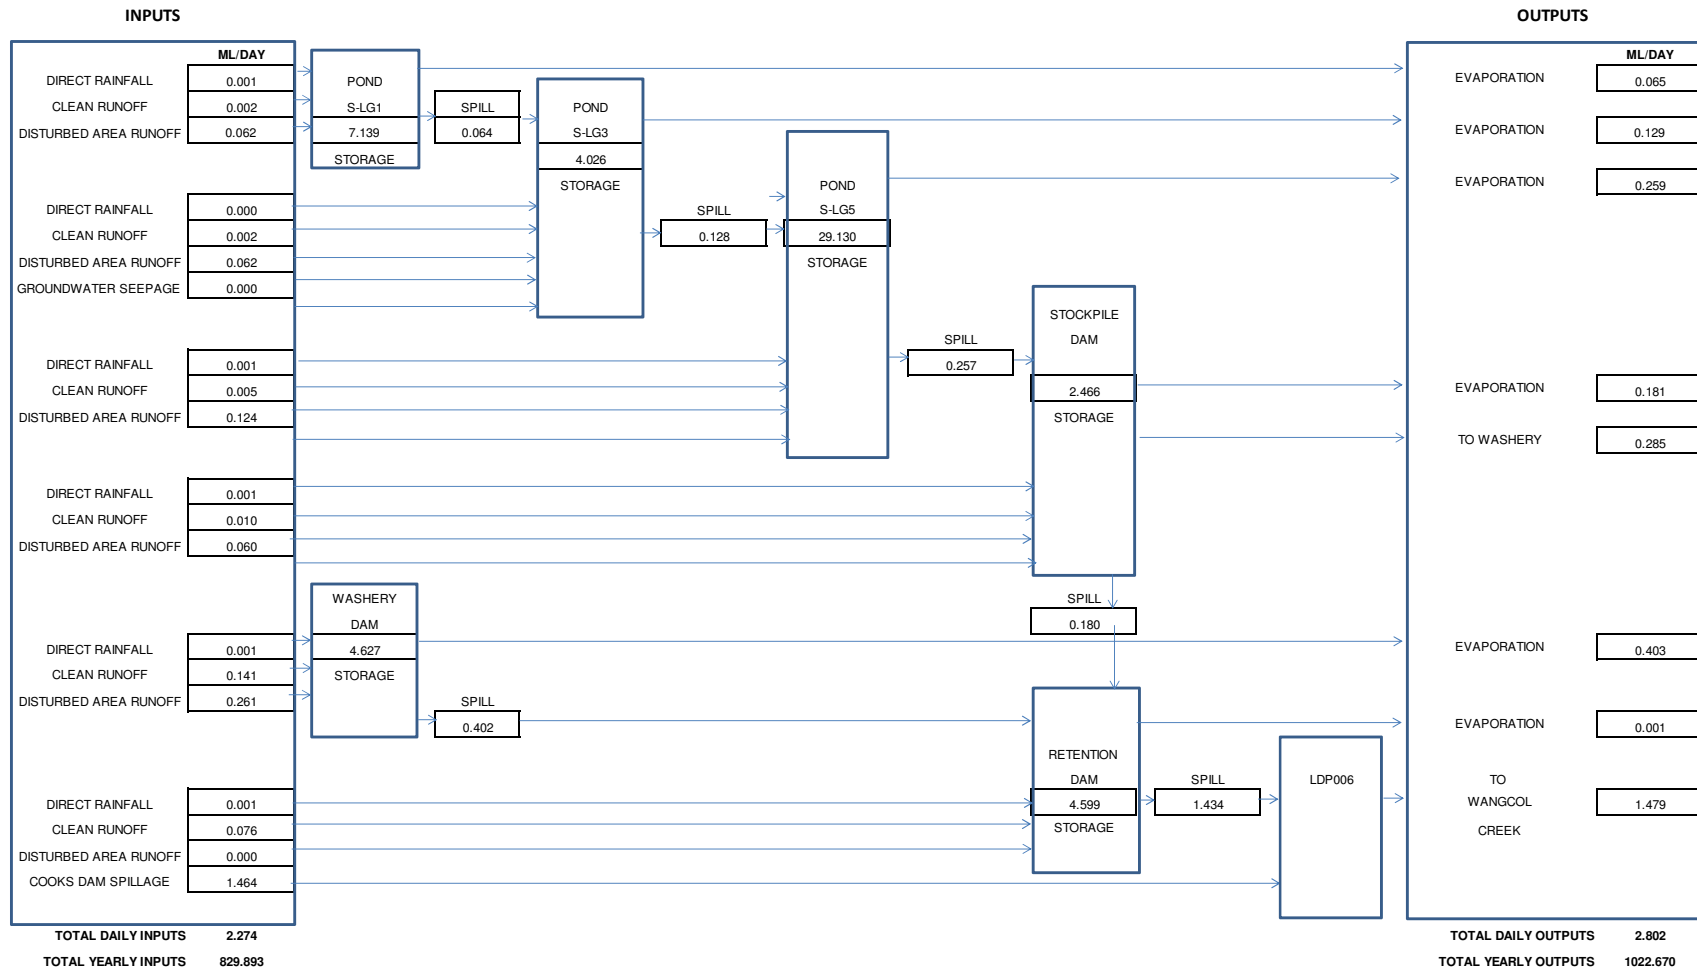 INPUTS
OUTPUTS
ML/DAY
DIRECT RAINFALL 0.001
CLEAN RUNOFF 0.002
DISTURBED AREA RUNOFF 0.062
POND
S-LG1
7.139
STORAGE
SPILL
0.064
POND
S-LG3
4.026
STORAGE
DIRECT RAINFALL 0.000
CLEAN RUNOFF 0.002
DISTURBED AREA RUNOFF 0.062
GROUNDWATER SEEPAGE 0.000
SPILL
0.128
POND
S-LG5
29.130
STORAGE
DIRECT RAINFALL 0.001
CLEAN RUNOFF 0.005
DISTURBED AREA RUNOFF 0.124
SPILL
0.257
STOCKPILE
DAM
2.466
STORAGE
DIRECT RAINFALL 0.001
CLEAN RUNOFF 0.010
DISTURBED AREA RUNOFF 0.060
SPILL
0.180
WASHERY
DAM
4.627
STORAGE
DIRECT RAINFALL 0.001
CLEAN RUNOFF 0.141
DISTURBED AREA RUNOFF 0.261
SPILL
0.402
RETENTION
DAM
4.599
STORAGE
SPILL
1.434
LDP006
DIRECT RAINFALL 0.001
CLEAN RUNOFF 0.076
DISTURBED AREA RUNOFF 0.000
COOKS DAM SPILLAGE 1.464
TOTAL DAILY INPUTS 2.274
TOTAL YEARLY INPUTS 829.893
ML/DAY
EVAPORATION 0.065
EVAPORATION 0.129
EVAPORATION 0.259
EVAPORATION 0.181
TO WASHERY 0.285
EVAPORATION 0.403
EVAPORATION 0.001
TO
WANGCOL 1.479
CREEK
TOTAL DAILY OUTPUTS 2.802
TOTAL YEARLY OUTPUTS 1022.670